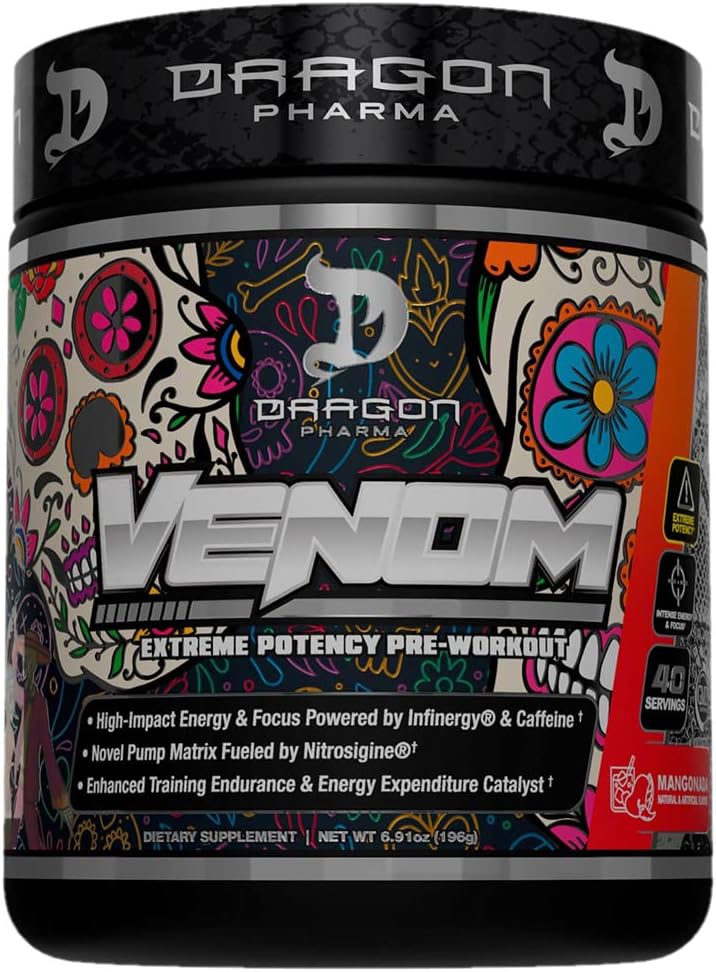 DRAGON
PHARMA
DRAGON
PHARMA
VENOM
EXTREME POTENCY PRE-WORKOUT
• High-Impact Energy & Focus Powered by Infinergy® & Caffeine †
• Novel Pump Matrix Fueled by Nitrosigine®†
• Enhanced Training Endurance & Energy Expenditure Catalyst †
DIETARY SUPPLEMENT | NET WT 6.91oz (196g)
EXTREME
POTENCY
INTENSE ENERGY
& FOCUS†
40
SERVINGS
MANGONADA
NATURAL & ARTIFICIAL